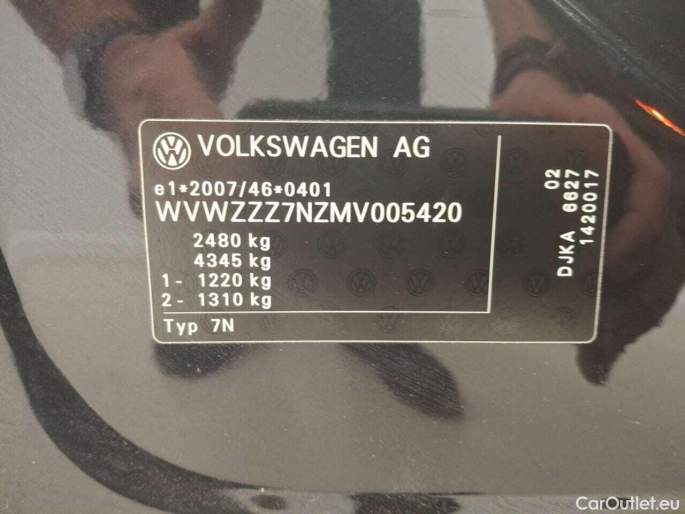 VOLKSWAGEN AG
e1*2007/46*0401
WVWZZZ7NZMV005420
2480 kg
4345 kg
1 - 1220 kg
2 - 1310 kg
Typ 7N
02
DJKA 6627
1420017
CarOutlet.eu